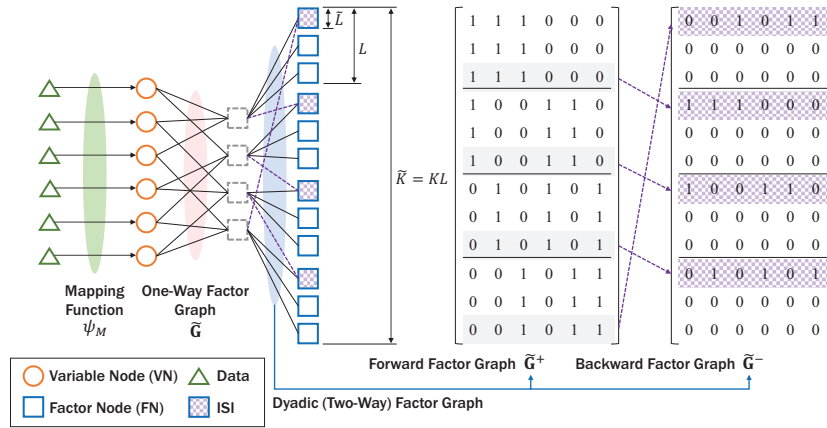 L̃
L
K̃ = KL
1 1 1 0 0 0
1 1 1 0 0 0
1 1 1 0 0 0
1 0 0 1 1 0
1 0 0 1 1 0
1 0 0 1 1 0
0 1 0 1 0 1
0 1 0 1 0 1
0 1 0 1 0 1
0 0 1 0 1 1
0 0 1 0 1 1
0 0 1 0 1 1
0 0 1 0 1 1
0 0 0 0 0 0
0 0 0 0 0 0
1 1 1 0 0 0
0 0 0 0 0 0
0 0 0 0 0 0
1 0 0 1 1 0
0 0 0 0 0 0
0 0 0 0 0 0
0 1 0 1 0 1
0 0 0 0 0 0
0 0 0 0 0 0
Mapping
Function
ψ_M
One-Way Factor
Graph
G̃
Forward Factor Graph G̃⁺
Backward Factor Graph G̃⁻
Variable Node (VN)
Data
Factor Node (FN)
ISI
Dyadic (Two-Way) Factor Graph